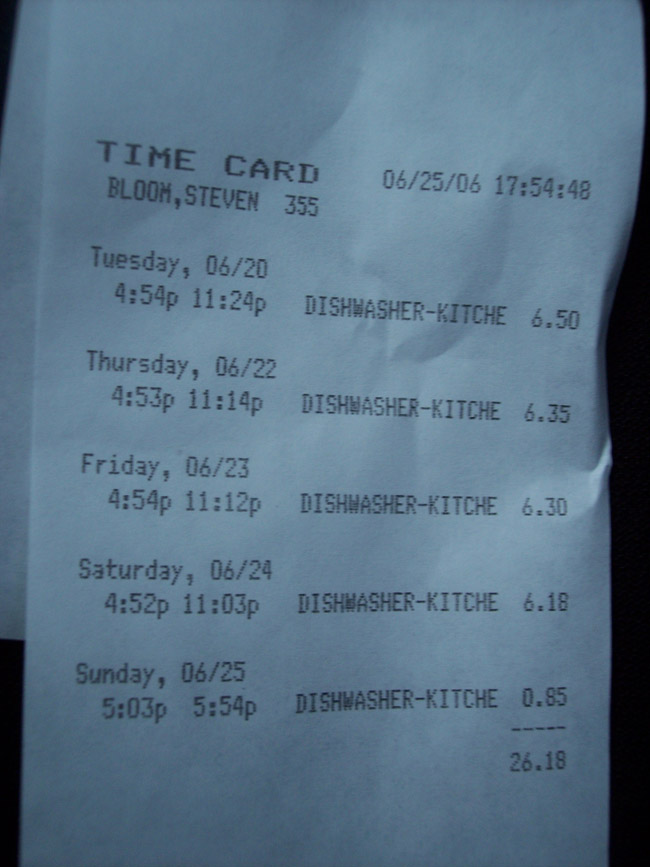 TIME CARD 06/25/06 17:54:48
BLOOM,STEVEN 355
Tuesday, 06/20
4:54p 11:24p DISHWASHER-KITCHE 6.50
Thursday, 06/22
4:53p 11:14p DISHWASHER-KITCHE 6.35
Friday, 06/23
4:54p 11:12p DISHWASHER-KITCHE 6.30
Saturday, 06/24
4:52p 11:03p DISHWASHER-KITCHE 6.18
Sunday, 06/25
5:03p 5:54p DISHWASHER-KITCHE 0.85
-----
26.18